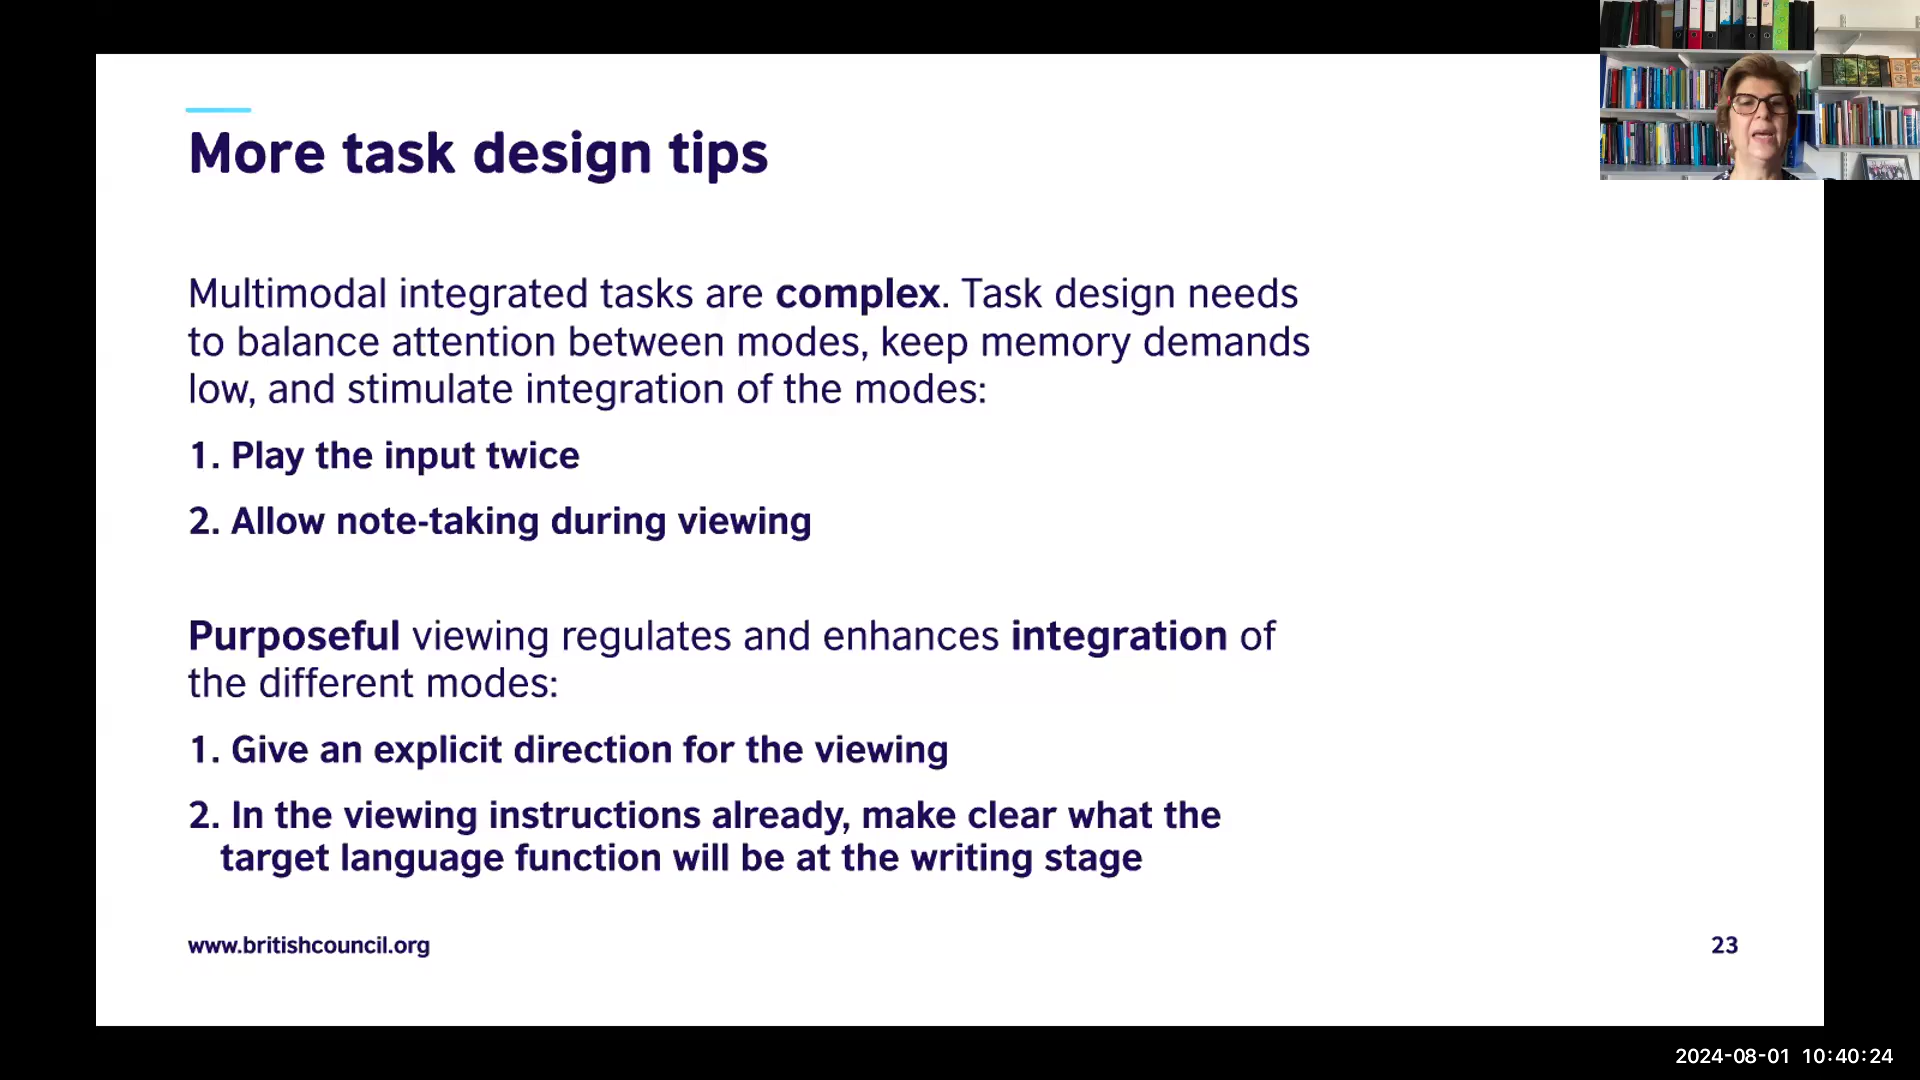 More task design tips
Multimodal integrated tasks are complex. Task design needs
to balance attention between modes, keep memory demands
low, and stimulate integration of the modes:
1. Play the input twice
2. Allow note-taking during viewing
Purposeful viewing regulates and enhances integration of
the different modes:
1. Give an explicit direction for the viewing
2. In the viewing instructions already, make clear what the
target language function will be at the writing stage
www.britishcouncil.org
23
2024-08-01 10:40:24